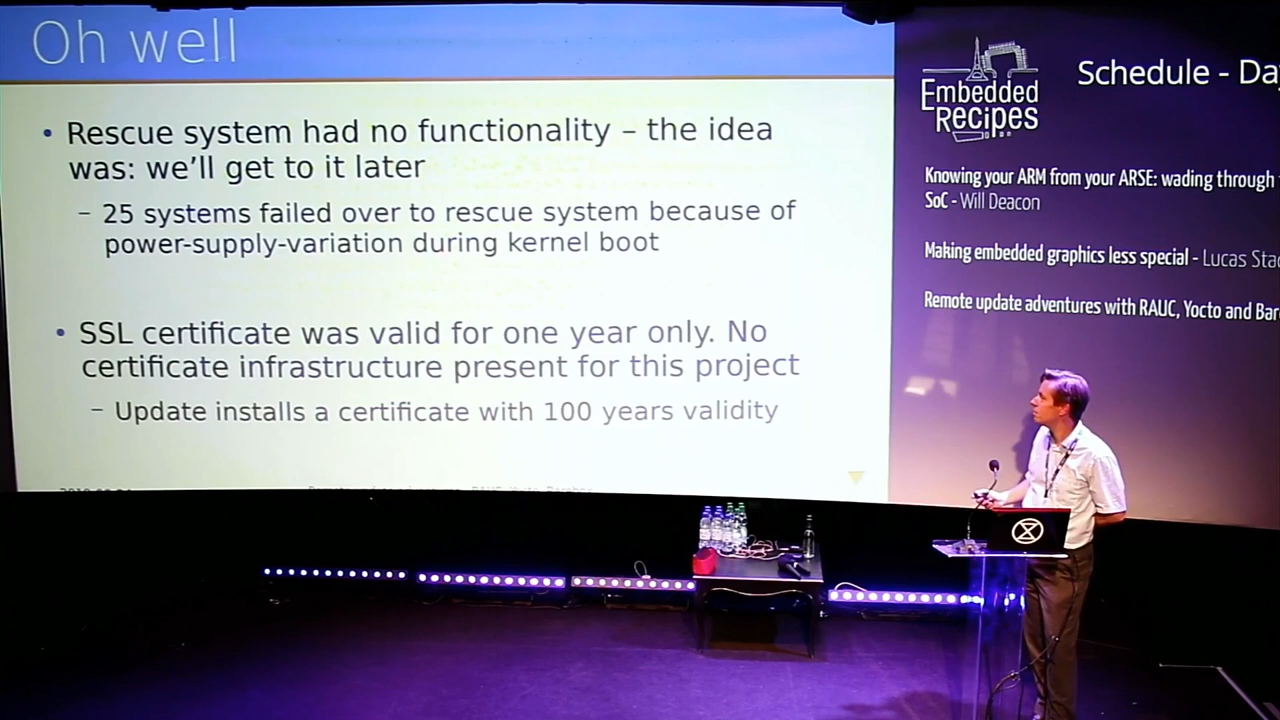 Oh well
• Rescue system had no functionality – the idea
was: we'll get to it later
– 25 systems failed over to rescue system because of
power-supply-variation during kernel boot
• SSL certificate was valid for one year only. No
certificate infrastructure present for this project
– Update installs a certificate with 100 years validity
Embedded
Recipes
Schedule - Da
Knowing your ARM from your ARSE: wading through
SoC - Will Deacon
Making embedded graphics less special - Lucas Sta
Remote update adventures with RAUC, Yocto and Bar